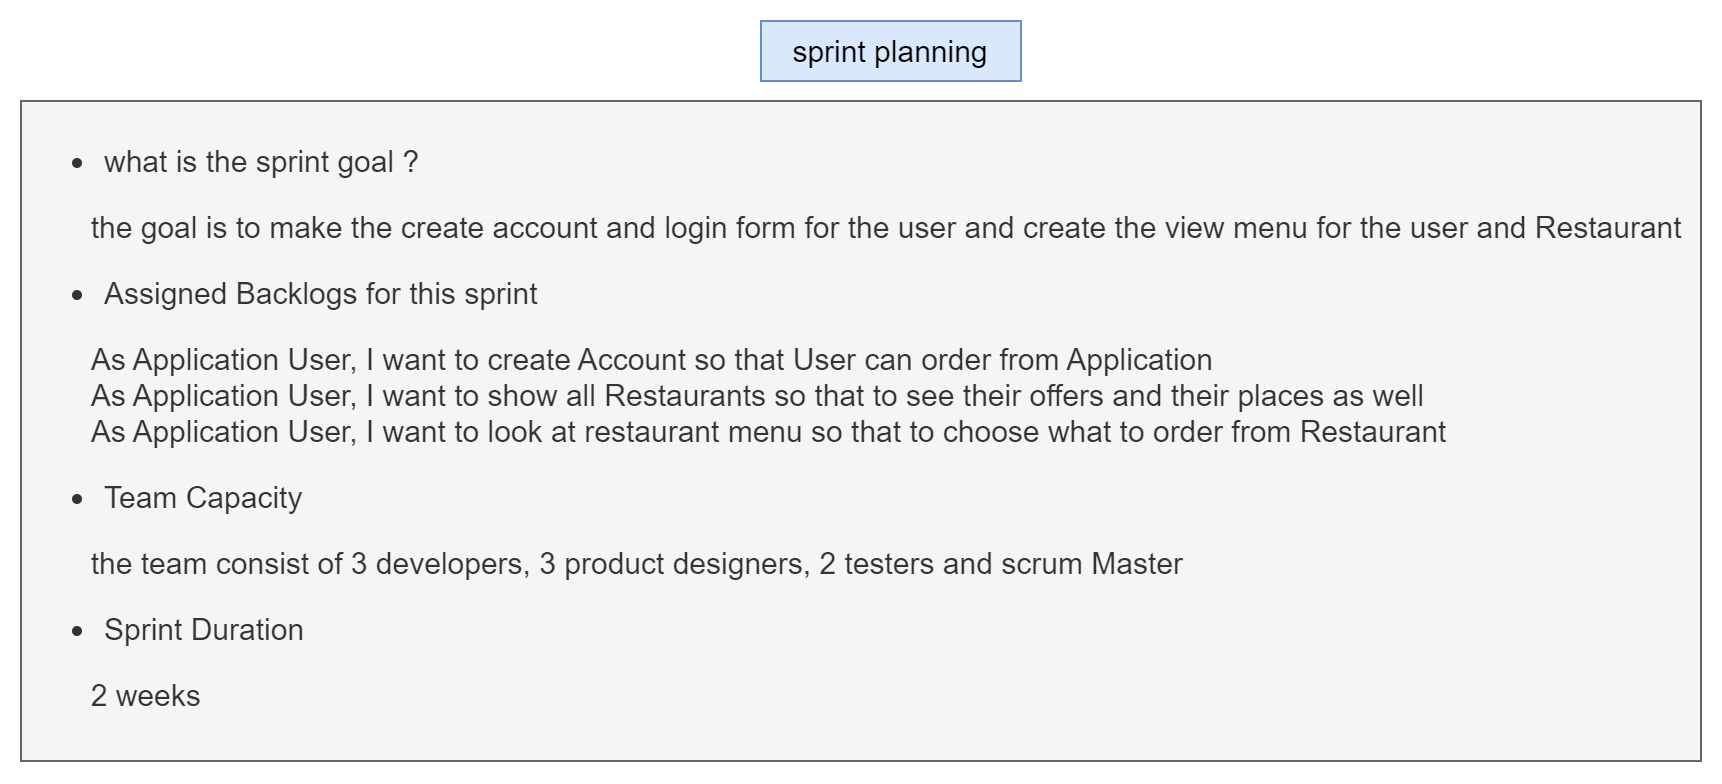 sprint planning
what is the sprint goal ?
the goal is to make the create account and login form for the user and create the view menu for the user and Restaurant
Assigned Backlogs for this sprint
As Application User, I want to create Account so that User can order from Application
As Application User, I want to show all Restaurants so that to see their offers and their places as well
As Application User, I want to look at restaurant menu so that to choose what to order from Restaurant
Team Capacity
the team consist of 3 developers, 3 product designers, 2 testers and scrum Master
Sprint Duration
2 weeks